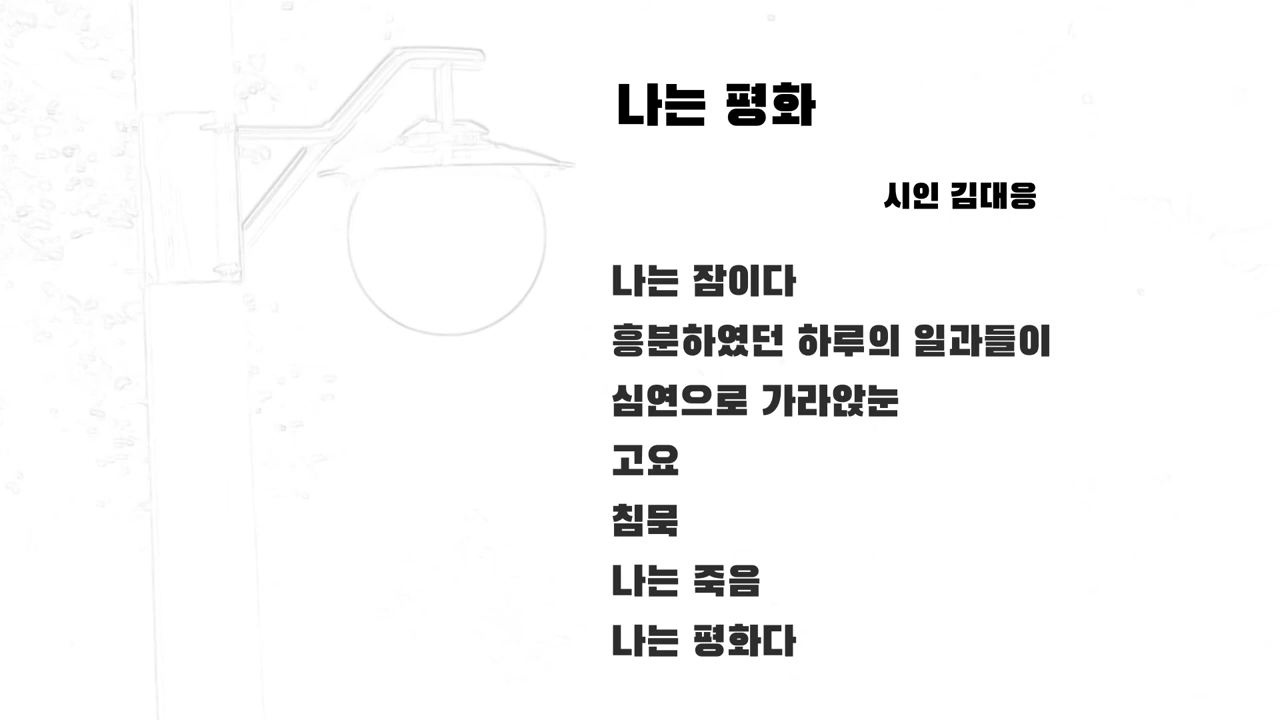 나는 평화
시인 김대응
나는 잠이다
흥분하였던 하루의 일과들이
심연으로 가라앉눈
고요
침묵
나는 죽음
나는 평화다